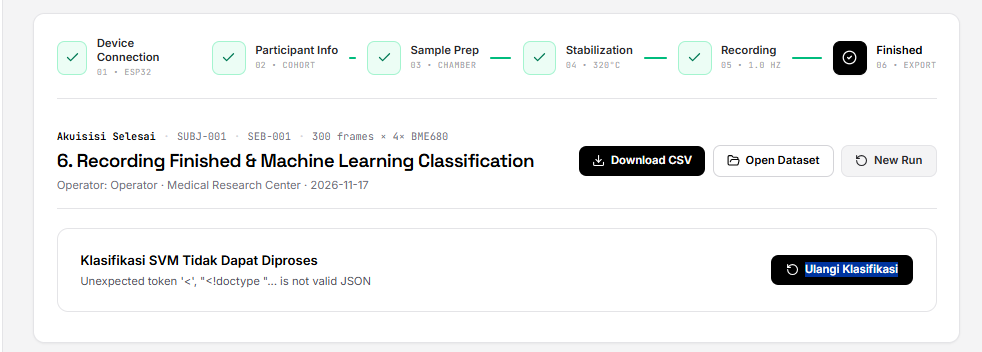 Device
Connection
01 • ESP32
Participant Info
02 • COHORT
Sample Prep
03 • CHAMBER
Stabilization
04 • 320°C
Recording
05 • 1.0 HZ
Finished
06 • EXPORT
Akuisisi Selesai · SUBJ-001 · SEB-001 · 300 frames × 4× BME680
6. Recording Finished & Machine Learning Classification
Operator: Operator · Medical Research Center · 2026-11-17
Download CSV
Open Dataset
New Run
Klasifikasi SVM Tidak Dapat Diproses
Unexpected token '<', "<!doctype "... is not valid JSON
Ulangi Klasifikasi